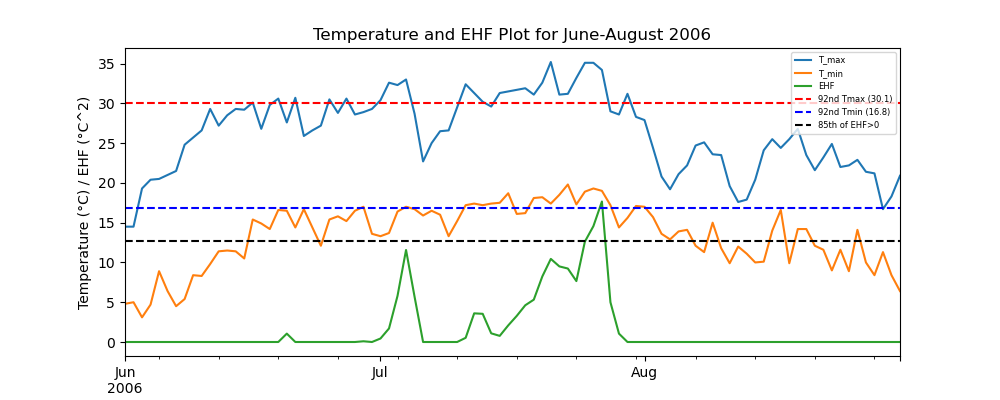 Temperature and EHF Plot for June-August 2006
Temperature (°C) / EHF (°C^2)
35
30
25
20
15
10
5
0
T_max
T_min
EHF
92nd Tmax (30.1)
92nd Tmin (16.8)
85th of EHF>0
Jun
2006
Jul
Aug